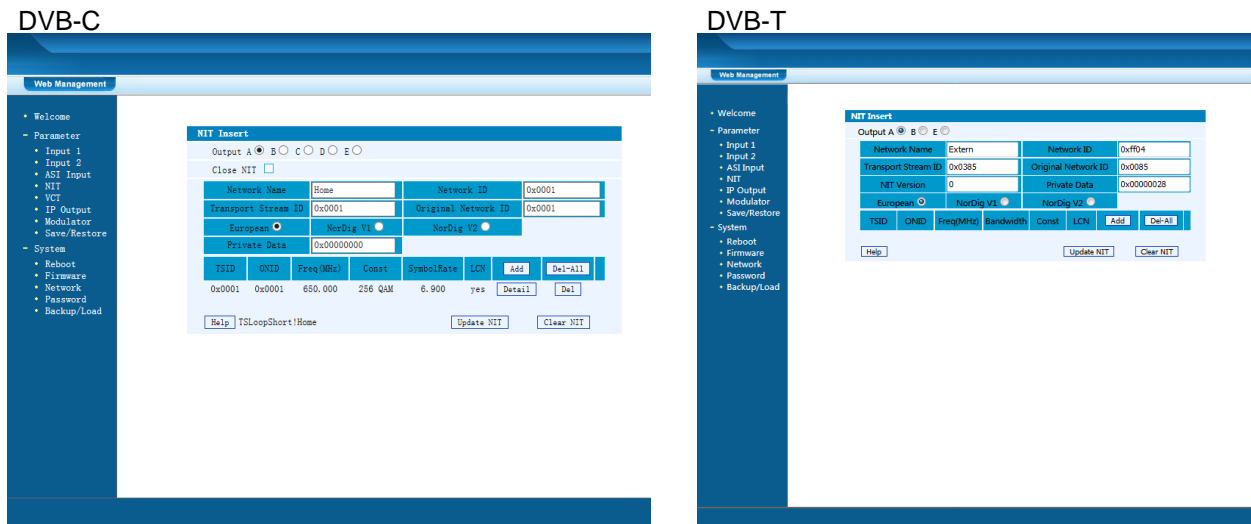 DVB-C
Web Management
Welcome
Parameter
Input 1
Input 2
ASI Input
NIT
VCT
IP Output
Modulator
Save/Restore
System
Reboot
Firmware
Network
Password
Backup/Load
NIT Insert
Output A B C D E
Close NIT
Network Name Home Network ID 0x0001
Transport Stream ID 0x0001 Original Network ID 0x0001
European NorDig V1 NorDig V2
Private Data 0x00000000
TSID ONID Freq(MHz) Const SymbolRate LCN Add Del-All
0x0001 0x0001 650.000 256 QAM 6.900 yes Detail Del
Help TSLoopShort!Home Update NIT Clear NIT
DVB-T
Web Management
Welcome
Parameter
Input 1
Input 2
ASI Input
NIT
IP Output
Modulator
Save/Restore
System
Reboot
Firmware
Network
Password
Backup/Load
NIT Insert
Output A B E
Network Name Extern Network ID 0xff04
Transport Stream ID 0x0385 Original Network ID 0x0085
NIT Version 0 Private Data 0x00000028
European NorDig V1 NorDig V2
TSID ONID Freq(MHz) Bandwidth Const LCN Add Del-All
Help Update NIT Clear NIT